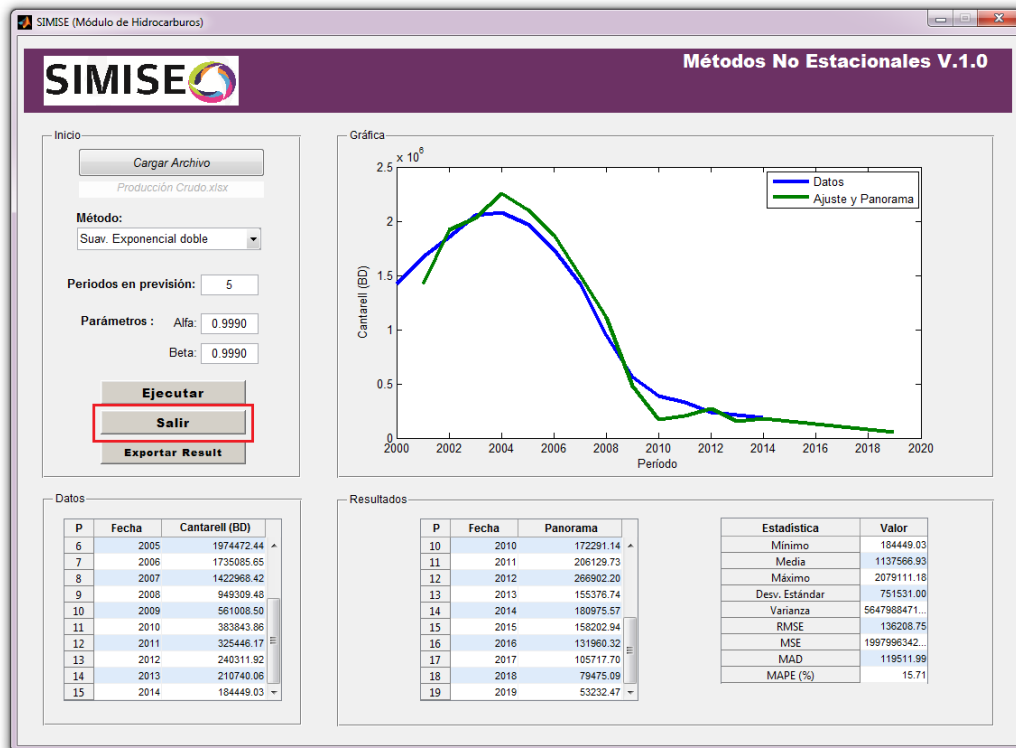 SIMISE (Módulo de Hidrocarburos)
SIMISE
Métodos No Estacionales V.1.0
Inicio
Cargar Archivo
Producción Crudo.xlsx
Método:
Suav. Exponencial doble
Periodos en previsión: 5
Parámetros : Alfa: 0.9990
Beta: 0.9990
Ejecutar
Salir
Exportar Result
Gráfica
x 10^6
2.5
2
1.5
1
0.5
0
Cantarell (BD)
2000 2002 2004 2006 2008 2010 2012 2014 2016 2018 2020
Período
Datos
Ajuste y Panorama
Datos
P Fecha Cantarell (BD)
6 2005 1974472.44
7 2006 1735085.65
8 2007 1422968.42
9 2008 949309.48
10 2009 561008.50
11 2010 383843.86
12 2011 325446.17
13 2012 240311.92
14 2013 210740.06
15 2014 184449.03
Resultados
P Fecha Panorama
10 2010 172291.14
11 2011 206129.73
12 2012 266902.20
13 2013 155376.74
14 2014 180975.57
15 2015 158202.94
16 2016 131960.32
17 2017 105717.70
18 2018 79475.09
19 2019 53232.47
Estadística Valor
Mínimo 184449.03
Media 1137566.93
Máximo 2079111.18
Desv. Estándar 751531.00
Varianza 5647988471...
RMSE 136208.75
MSE 1997996342...
MAD 119511.99
MAPE (%) 15.71